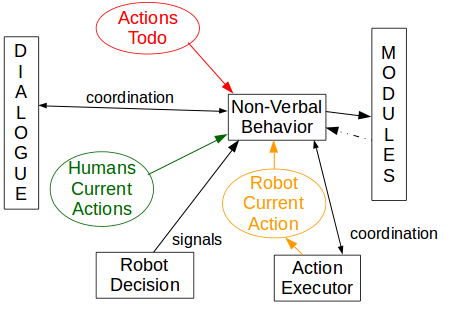 Actions
Todo
D
I
A
L
O
G
U
E
coordination
Non-Verbal
Behavior
M
O
D
U
L
E
S
Humans
Current
Actions
Robot
Current
Action
signals
coordination
Robot
Decision
Action
Executor